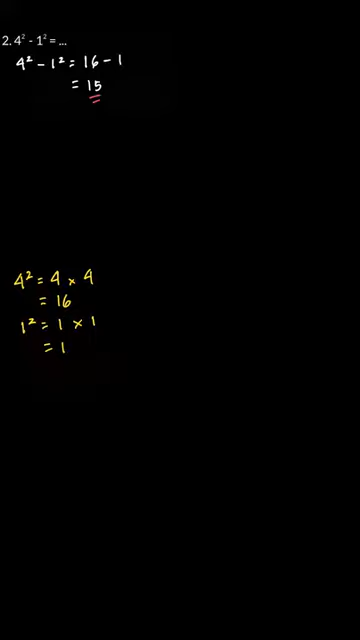 2. 4² - 1² = ...
4² - 1² = 16 - 1
= 15
4² = 4 x 4
= 16
1² = 1 x 1
= 1